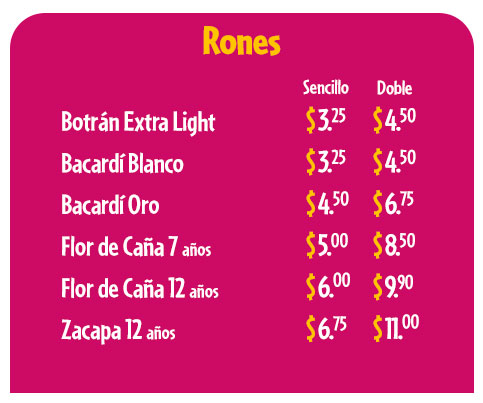 Rones
Sencillo Doble
Botrán Extra Light $3.25 $4.50
Bacardí Blanco $3.25 $4.50
Bacardí Oro $4.50 $6.75
Flor de Caña 7 años $5.00 $8.50
Flor de Caña 12 años $6.00 $9.90
Zacapa 12 años $6.75 $11.00